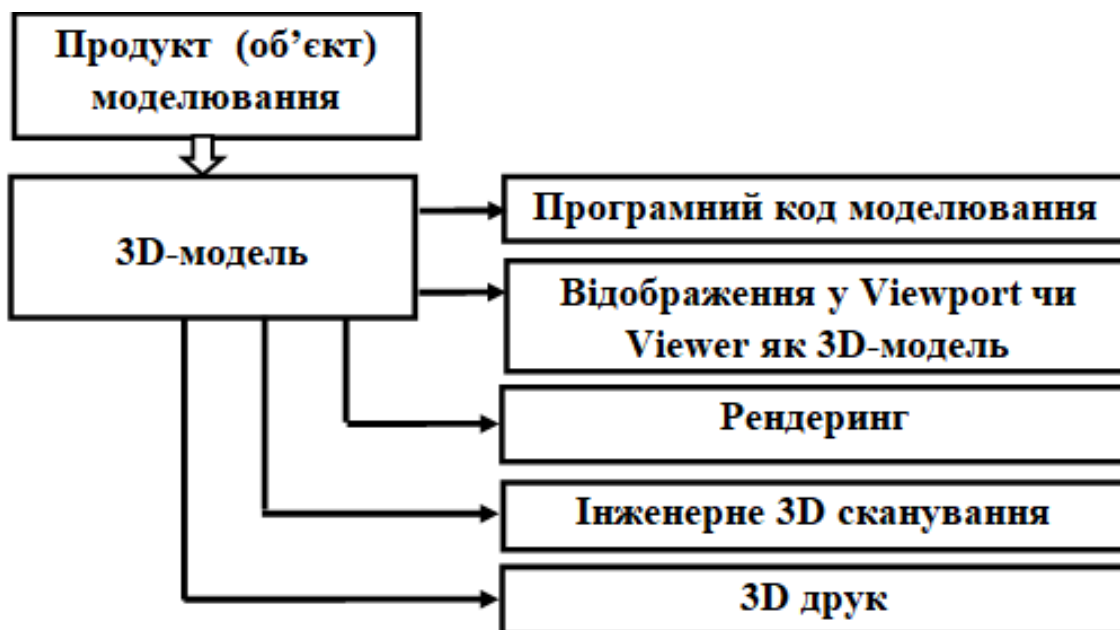 Продукт (об’єкт)
моделювання
3D-модель
Програмний код моделювання
Відображення у Viewport чи
Viewer як 3D-модель
Рендеринг
Інженерне 3D сканування
3D друк